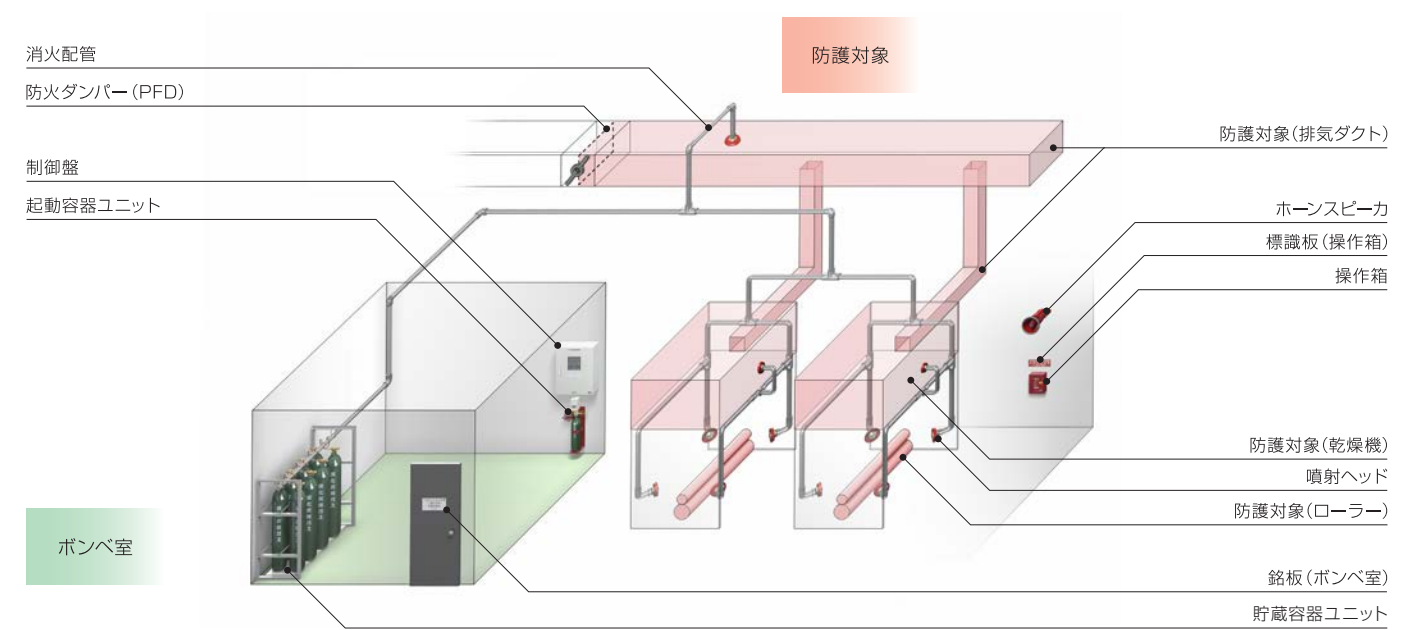 防護対象
消火配管
防火ダンパー(PFD)
制御盤
起動容器ユニット
防護対象(排気ダクト)
ホーンスピーカ
標識板(操作箱)
操作箱
防護対象(乾燥機)
噴射ヘッド
防護対象(ローラー)
ボンベ室
銘板(ボンベ室)
貯蔵容器ユニット